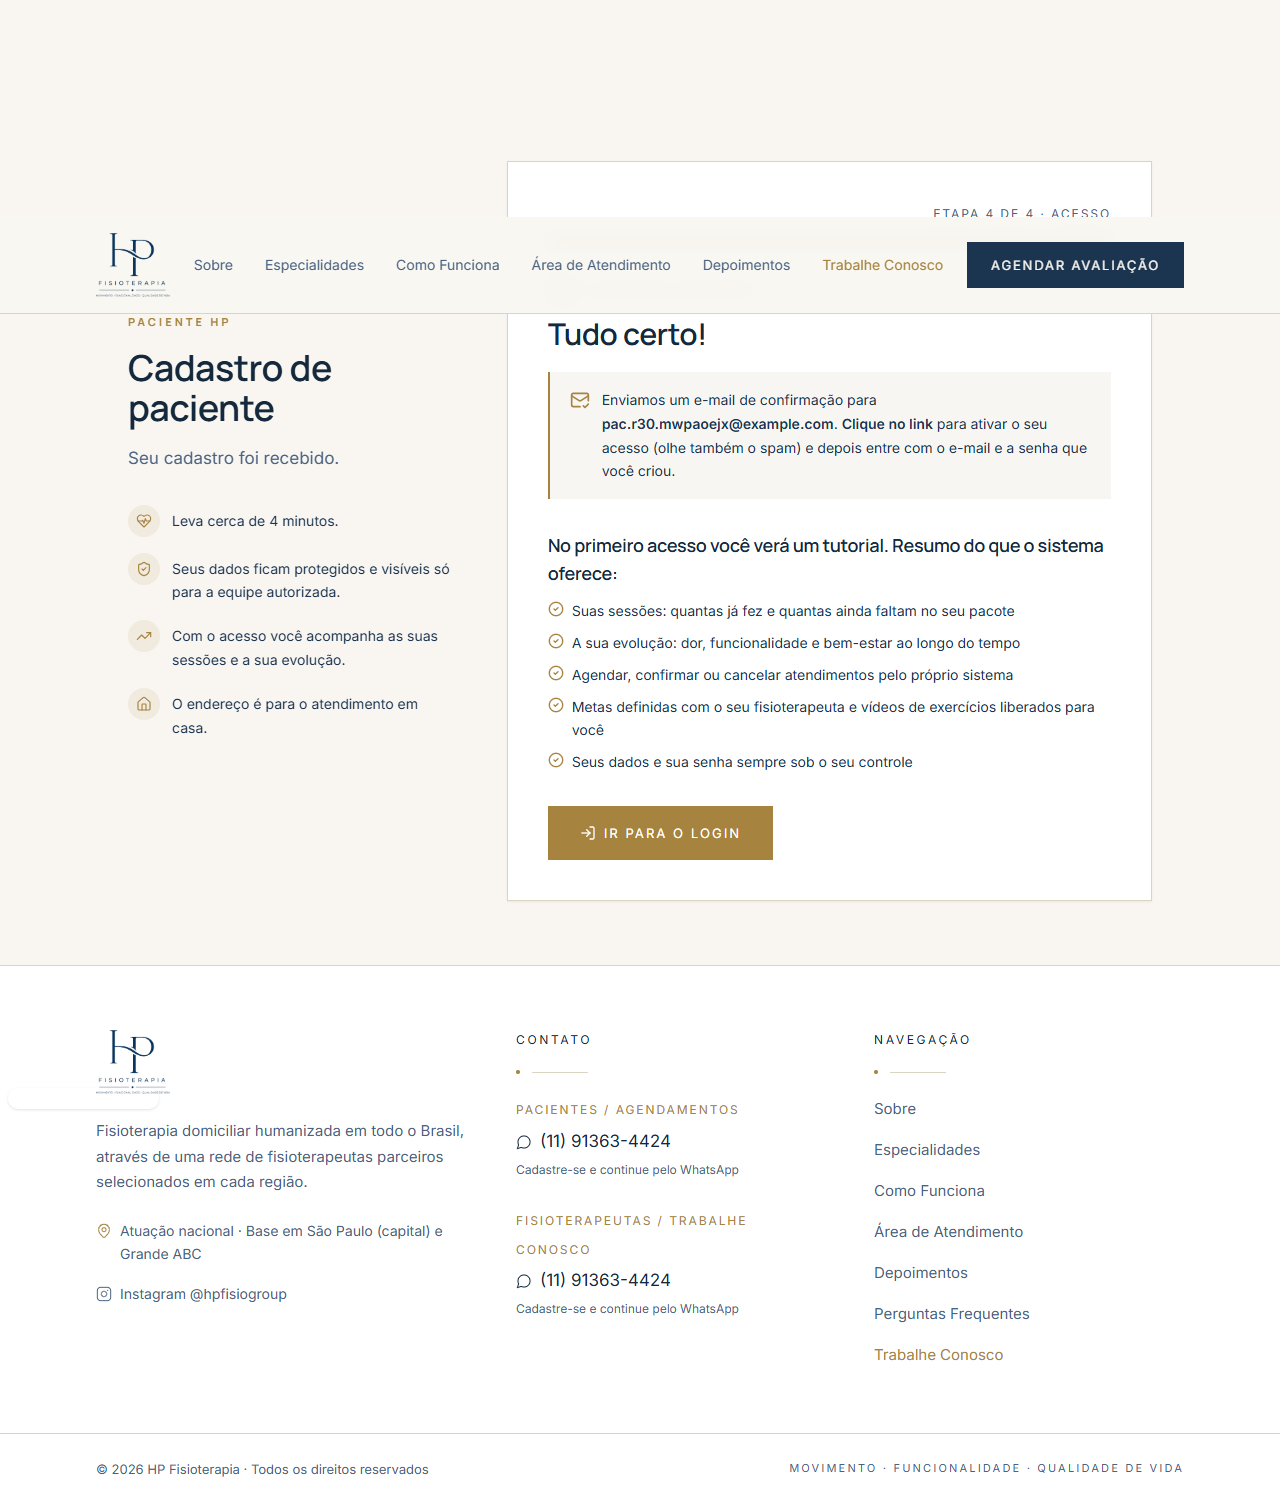 ETAPA 4 DE 4 · ACESSO
hp
FISIOTERAPIA
Sobre
Especialidades
Como Funciona
Área de Atendimento
Depoimentos
Trabalhe Conosco
AGENDAR AVALIAÇÃO
PACIENTE HP
Cadastro de
paciente
Seu cadastro foi recebido.
Leva cerca de 4 minutos.
Seus dados ficam protegidos e visíveis só
para a equipe autorizada.
Com o acesso você acompanha as suas
sessões e a sua evolução.
O endereço é para o atendimento em
casa.
Tudo certo!
Enviamos um e-mail de confirmação para
pac.r30.mwpaoejx@example.com. Clique no link para ativar o seu
acesso (olhe também o spam) e depois entre com o e-mail e a senha que
você criou.
No primeiro acesso você verá um tutorial. Resumo do que o sistema
oferece:
Suas sessões: quantas já fez e quantas ainda faltam no seu pacote
A sua evolução: dor, funcionalidade e bem-estar ao longo do tempo
Agendar, confirmar ou cancelar atendimentos pelo próprio sistema
Metas definidas com o seu fisioterapeuta e vídeos de exercícios liberados para
você
Seus dados e sua senha sempre sob o seu controle
IR PARA O LOGIN
hp
FISIOTERAPIA
Fisioterapia domiciliar humanizada em todo o Brasil,
através de uma rede de fisioterapeutas parceiros
selecionados em cada região.
Atuação nacional · Base em São Paulo (capital) e
Grande ABC
Instagram @hpfisiogroup
CONTATO
PACIENTES / AGENDAMENTOS
(11) 91363-4424
Cadastre-se e continue pelo WhatsApp
FISIOTERAPEUTAS / TRABALHE
CONOSCO
(11) 91363-4424
Cadastre-se e continue pelo WhatsApp
NAVEGAÇÃO
Sobre
Especialidades
Como Funciona
Área de Atendimento
Depoimentos
Perguntas Frequentes
Trabalhe Conosco
© 2026 HP Fisioterapia · Todos os direitos reservados
MOVIMENTO · FUNCIONALIDADE · QUALIDADE DE VIDA